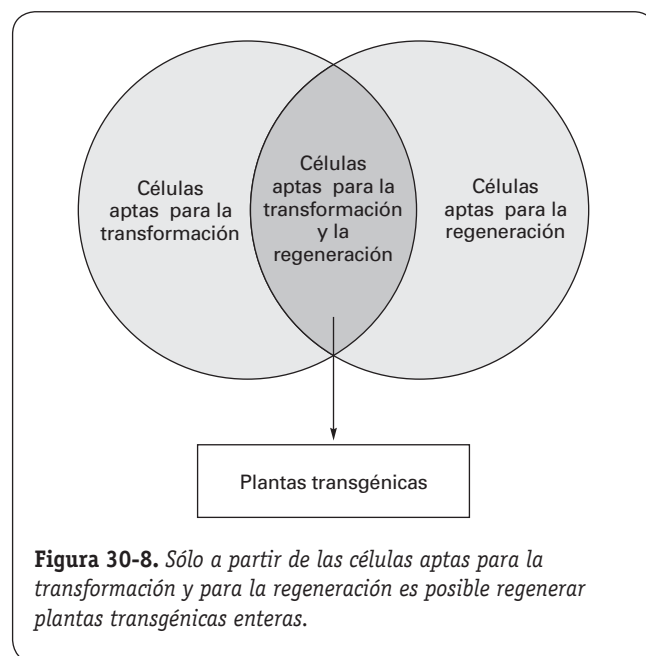 Células
aptas para la
transformación
Células
aptas para la
transformación
y la
regeneración
Células
aptas para la
regeneración
Plantas transgénicas
Figura 30-8. Sólo a partir de las células aptas para la
transformación y para la regeneración es posible regenerar
plantas transgénicas enteras.